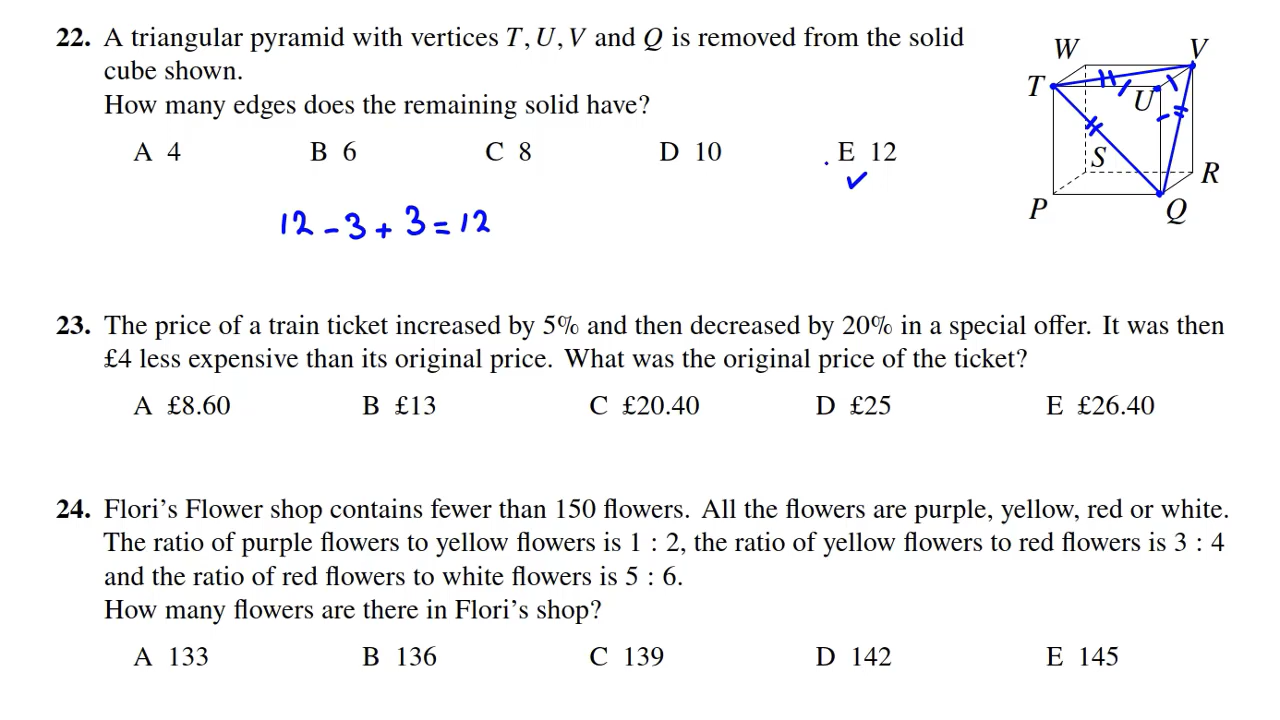 22. A triangular pyramid with vertices T, U, V and Q is removed from the solid
cube shown.
How many edges does the remaining solid have?
A 4 B 6 C 8 D 10 E 12
12 - 3 + 3 = 12
W V
T U
S R
P Q
23. The price of a train ticket increased by 5% and then decreased by 20% in a special offer. It was then
£4 less expensive than its original price. What was the original price of the ticket?
A £8.60 B £13 C £20.40 D £25 E £26.40
24. Flori's Flower shop contains fewer than 150 flowers. All the flowers are purple, yellow, red or white.
The ratio of purple flowers to yellow flowers is 1 : 2, the ratio of yellow flowers to red flowers is 3 : 4
and the ratio of red flowers to white flowers is 5 : 6.
How many flowers are there in Flori's shop?
A 133 B 136 C 139 D 142 E 145